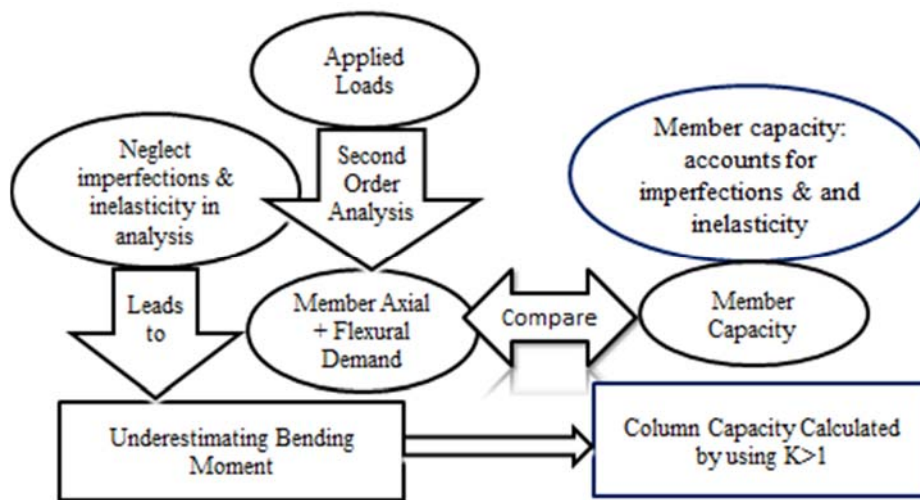 Applied
Loads
Neglect
imperfections &
inelasticity in
analysis
Second
Order
Analysis
Member capacity:
accounts for
imperfections & and
inelasticity
Leads
to
Member Axial
+ Flexural
Demand
Compare
Member
Capacity
Underestimating Bending
Moment
Column Capacity Calculated
by using K>1